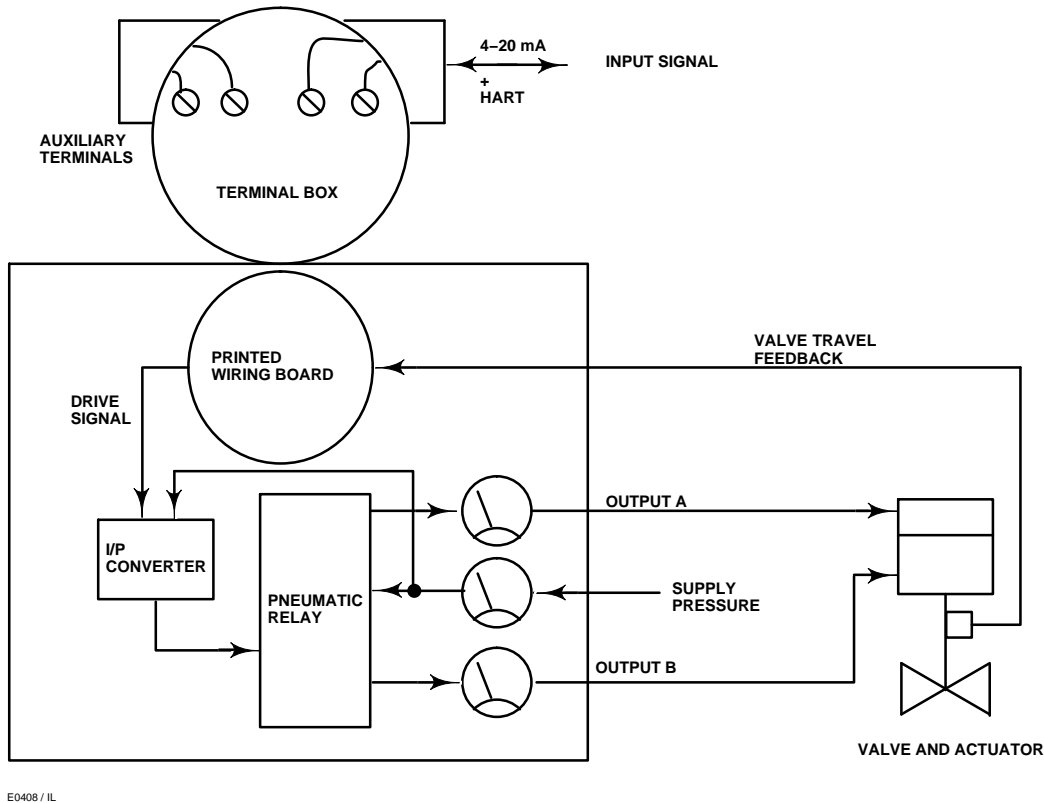 4–20 mA
+
HART
INPUT SIGNAL
AUXILIARY
TERMINALS
TERMINAL BOX
VALVE TRAVEL
FEEDBACK
PRINTED
WIRING BOARD
DRIVE
SIGNAL
OUTPUT A
I/P
CONVERTER
PNEUMATIC
RELAY
SUPPLY
PRESSURE
OUTPUT B
VALVE AND ACTUATOR
E0408 / IL